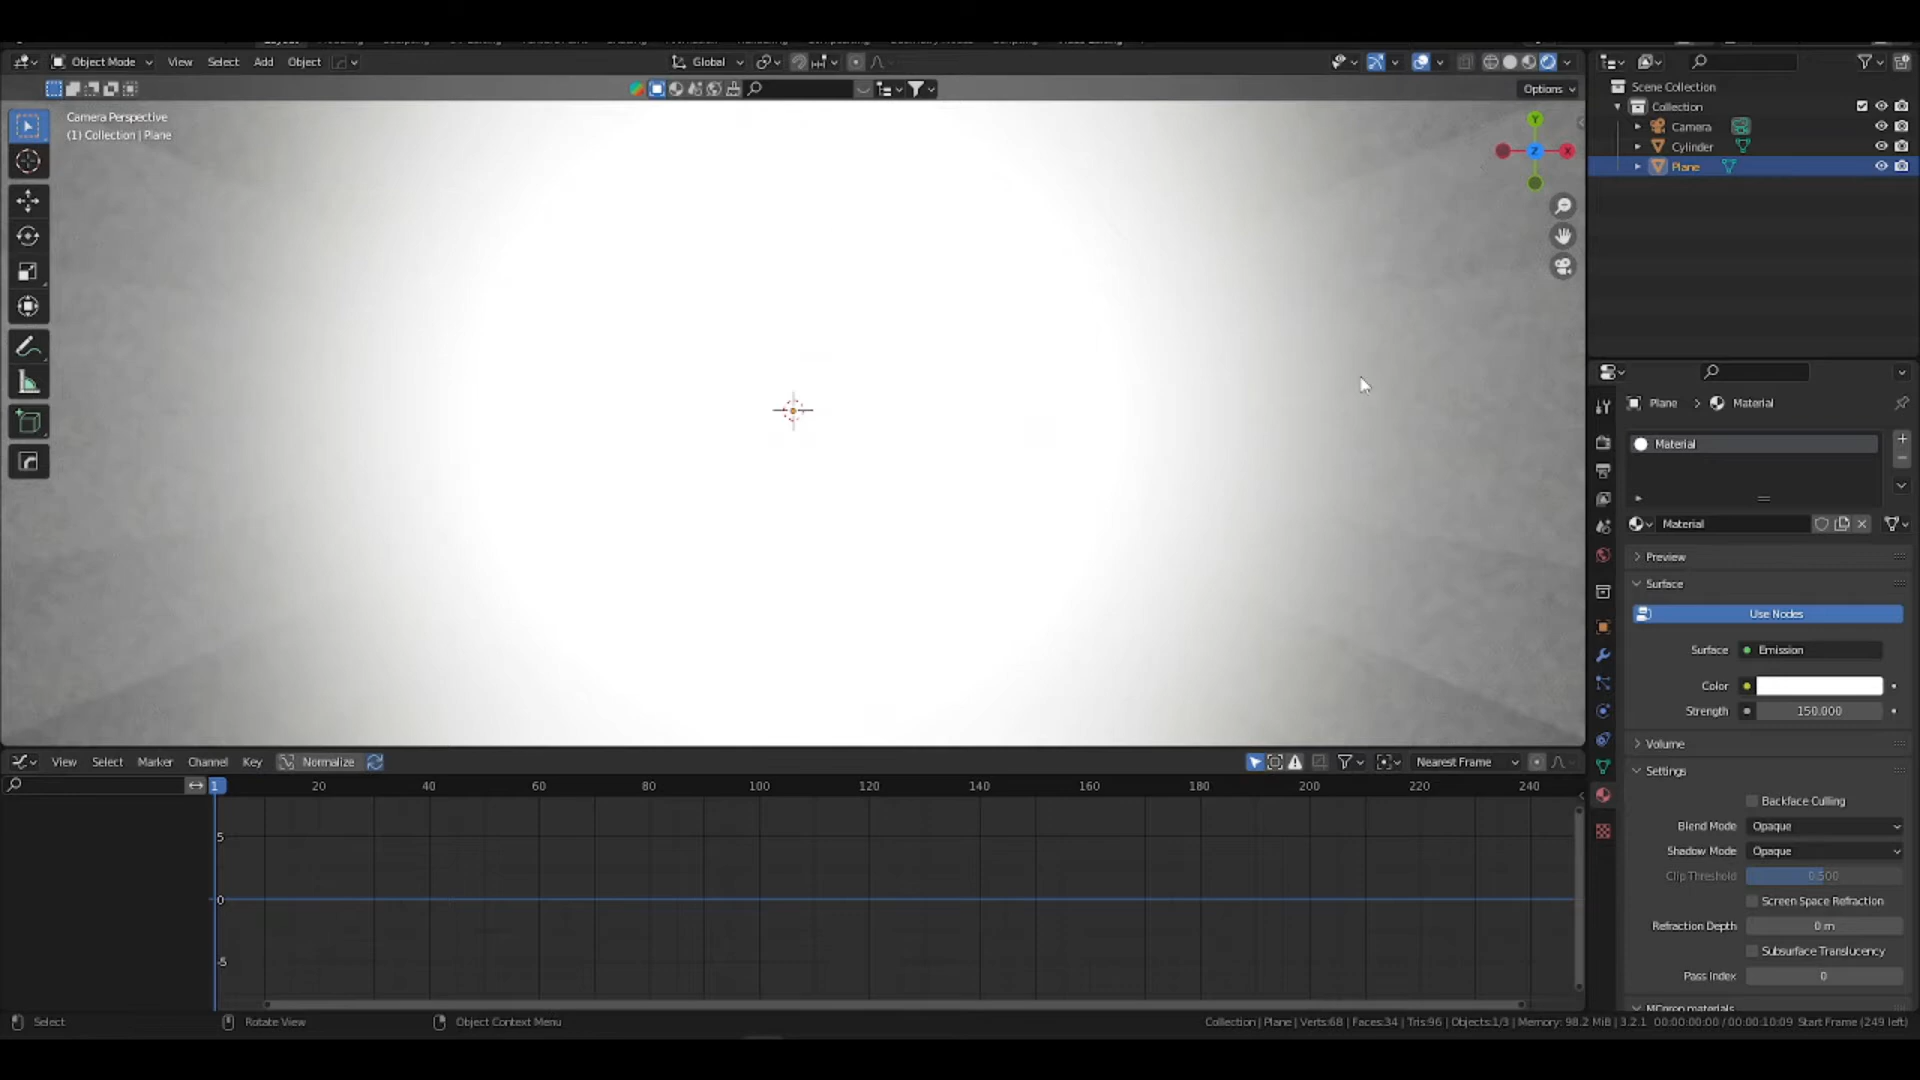 Object Mode View Select Add Object Global
Options
Camera Perspective
(1) Collection | Plane
Y
X
Z
Scene Collection
Collection
Camera
Cylinder
Plane
Plane > Material
Material
Material
Preview
Surface
Use Nodes
Surface Emission
Color
Strength 150.000
Volume
Settings
Backface Culling
Blend Mode Opaque
Shadow Mode Opaque
Clip Threshold 0.500
Screen Space Refraction
Refraction Depth 0 m
Subsurface Translucency
Pass Index 0
MCprep materials
View Select Marker Channel Key Normalize Nearest Frame
1 20 40 60 80 100 120 140 160 180 200 220 240
5
0
-5
Select Rotate View Object Context Menu
Collection | Plane | Verts:68 | Faces:34 | Tris:96 | Objects:1/3 | Memory: 98.2 MiB | 3.2.1 00:00:00:00 / 00:00:10:09 Start Frame (249 left)